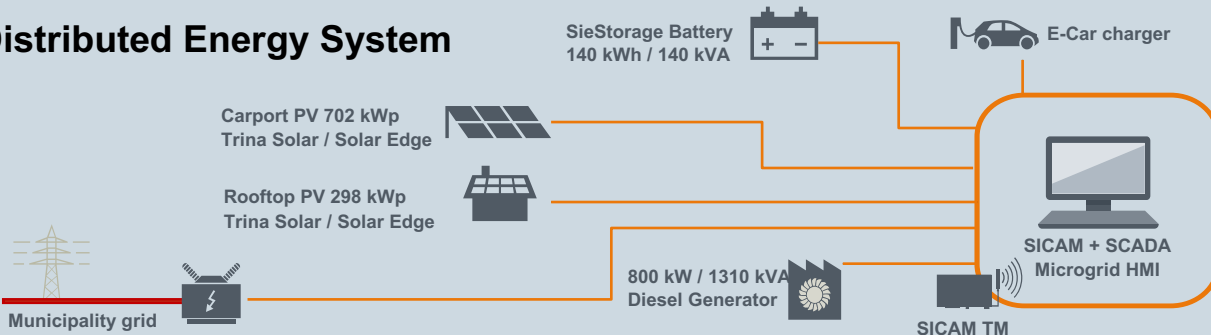 Distributed Energy System
SieStorage Battery
140 kWh / 140 kVA
E-Car charger
Carport PV 702 kWp
Trina Solar / Solar Edge
Rooftop PV 298 kWp
Trina Solar / Solar Edge
SICAM + SCADA
Microgrid HMI
800 kW / 1310 kVA
Diesel Generator
Municipality grid
SICAM TM